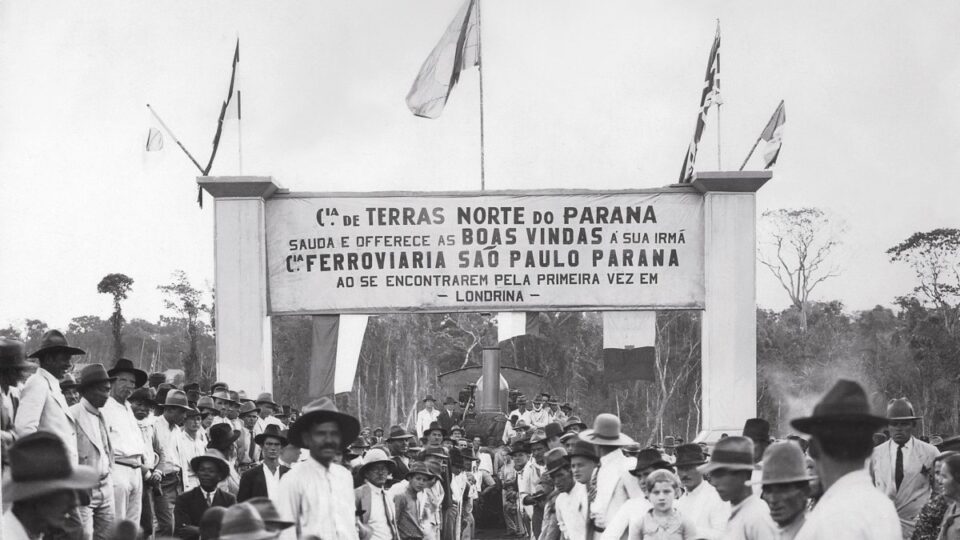 CIA. DE TERRAS NORTE DO PARANA
SAUDA E OFFERECE AS BOAS VINDAS Á SUA IRMÃ
CIA. FERROVIARIA SÃO PAULO PARANA
AO SE ENCONTRAREM PELA PRIMEIRA VEZ EM
- LONDRINA -